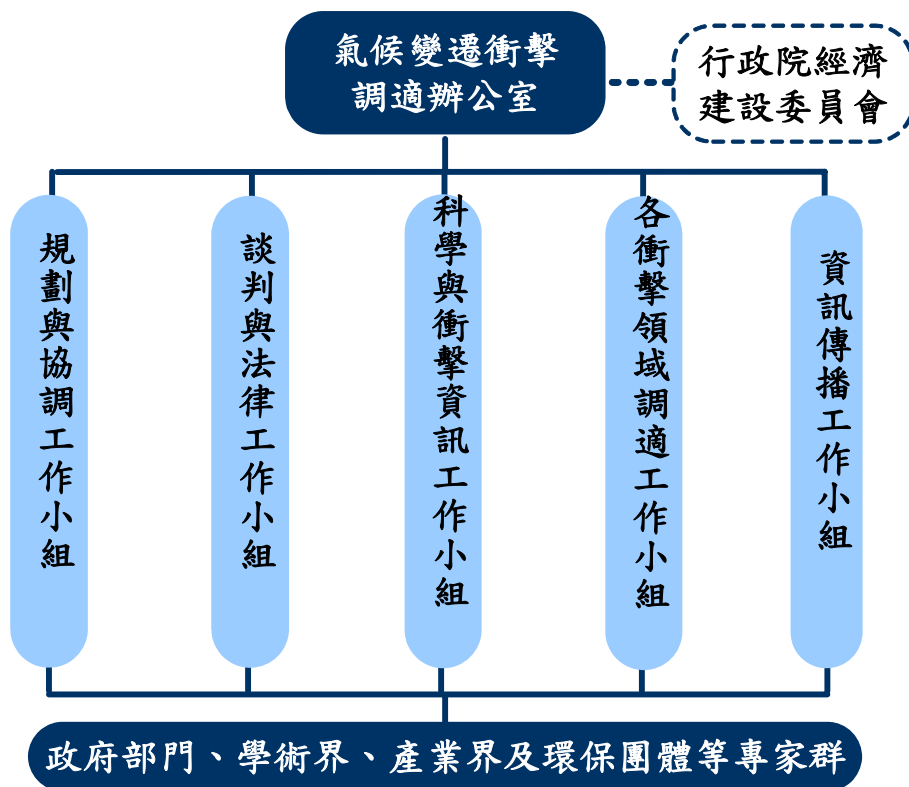 氣候變遷衝擊
調適辦公室
行政院經濟
建設委員會
規劃與協調工作小組
談判與法律工作小組
科學與衝擊資訊工作小組
各衝擊領域調適工作小組
資訊傳播工作小組
政府部門、學術界、產業界及環保團體等專家群